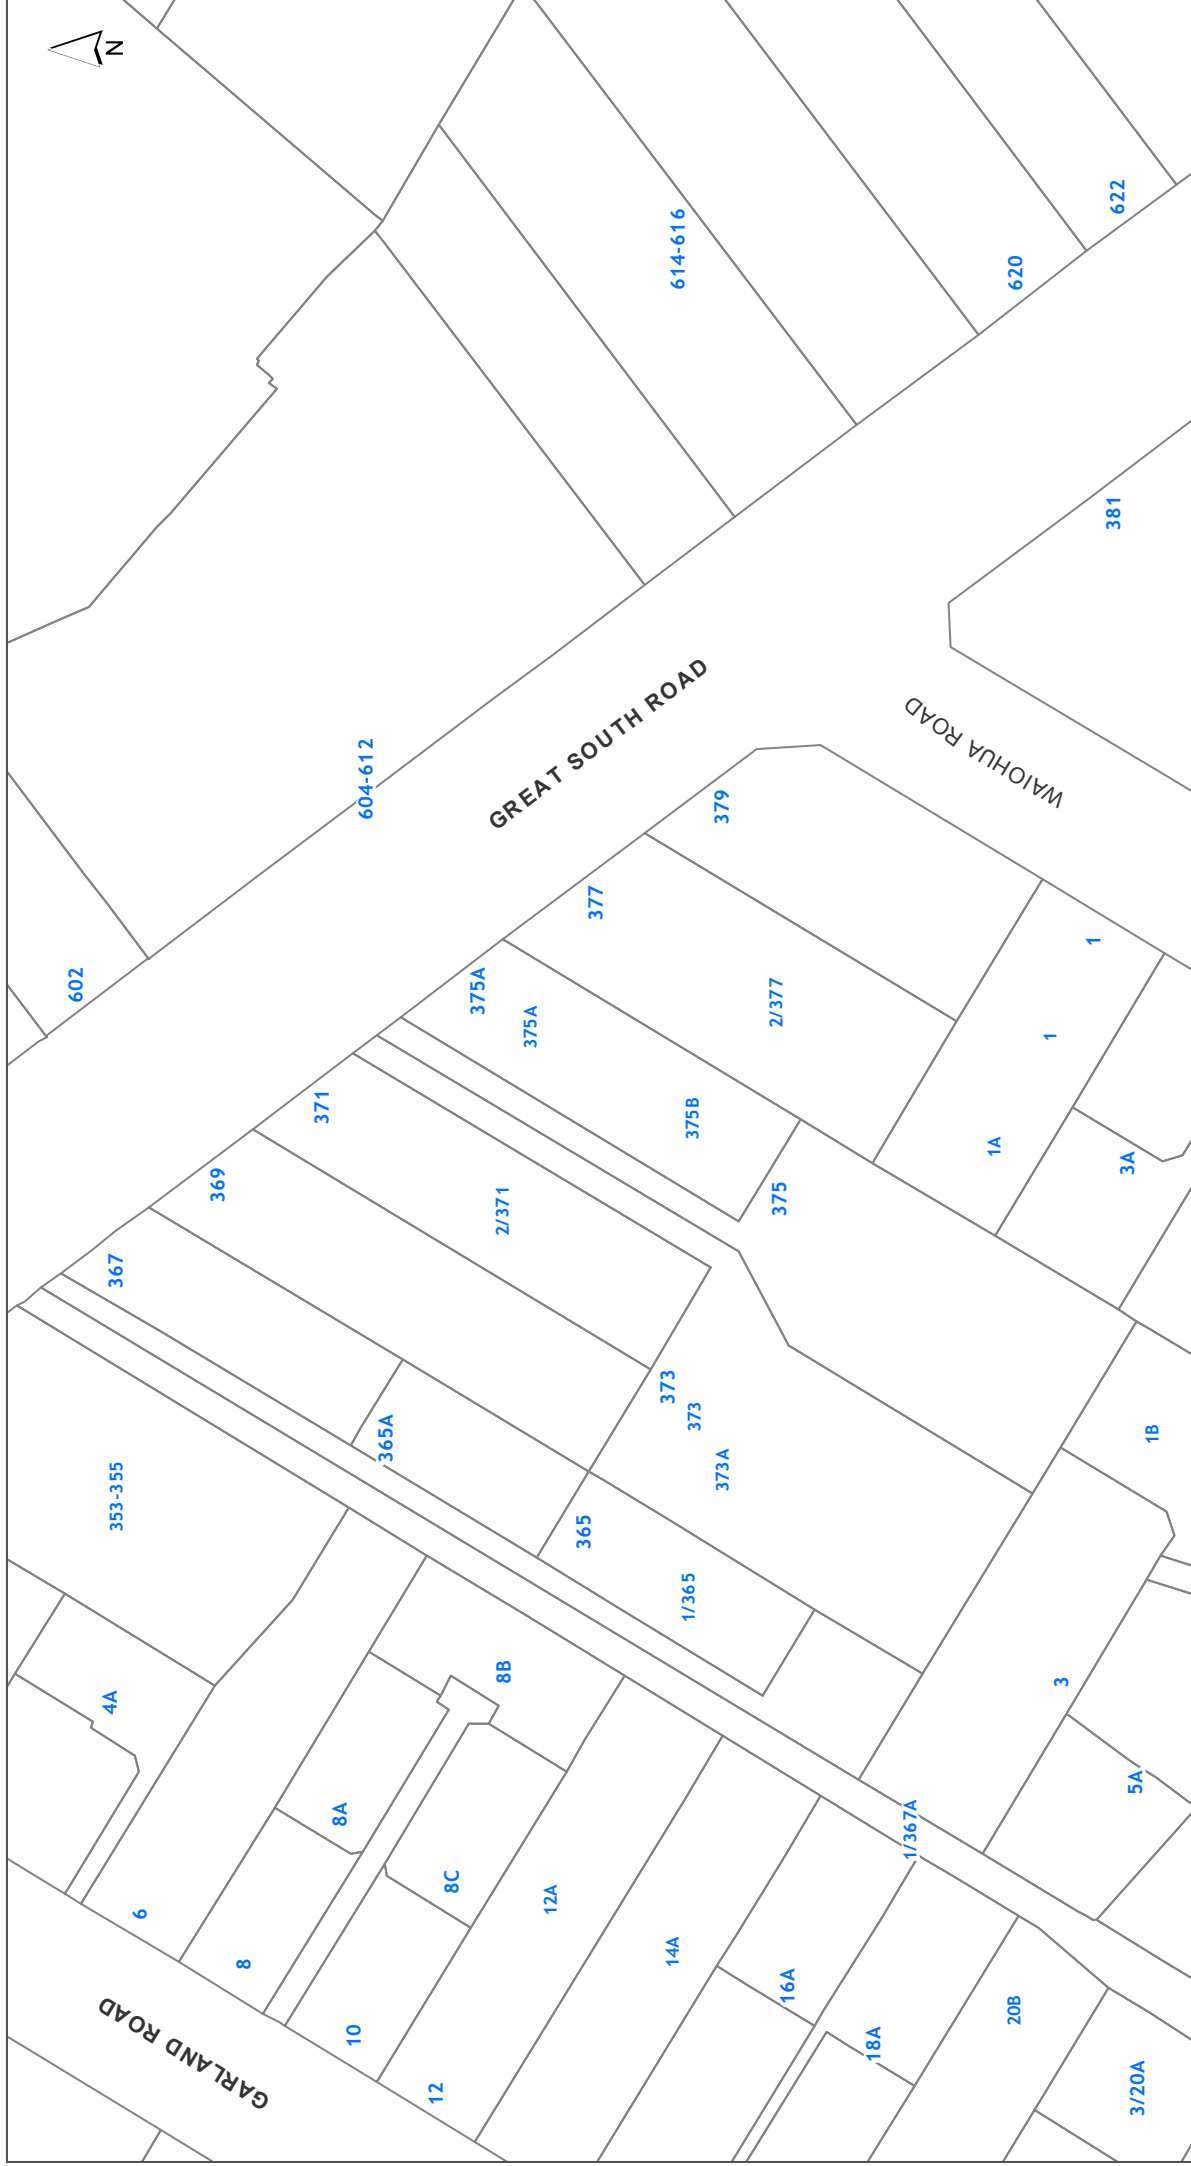 N
622
620
614-616
381
GREAT SOUTH ROAD
WAIOHUA ROAD
604-612
379
377
602
375A
375A
2/377
1
1
371
375B
1A
3A
369
2/371
375
367
373
373
373A
365A
1B
353-355
365
1/365
8B
3
4A
5A
8A
1/367A
8C
12A
6
8
14A
16A
20B
18A
10
12
3/20A
GARLAND ROAD